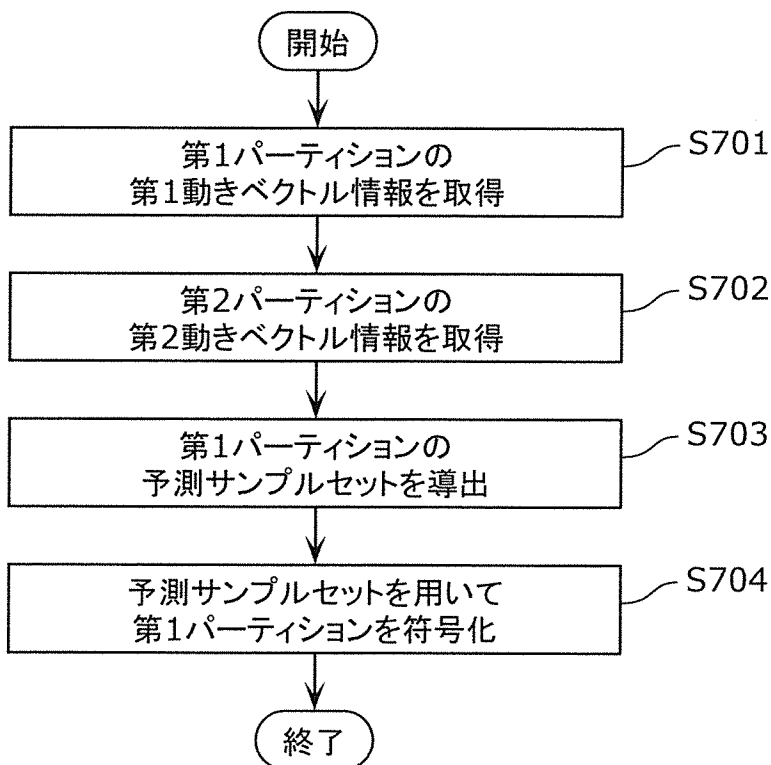 開始
第1パーティションの
第1動きベクトル情報を取得
S701
第2パーティションの
第2動きベクトル情報を取得
S702
第1パーティションの
予測サンプルセットを導出
S703
予測サンプルセットを用いて
第1パーティションを符号化
S704
終了